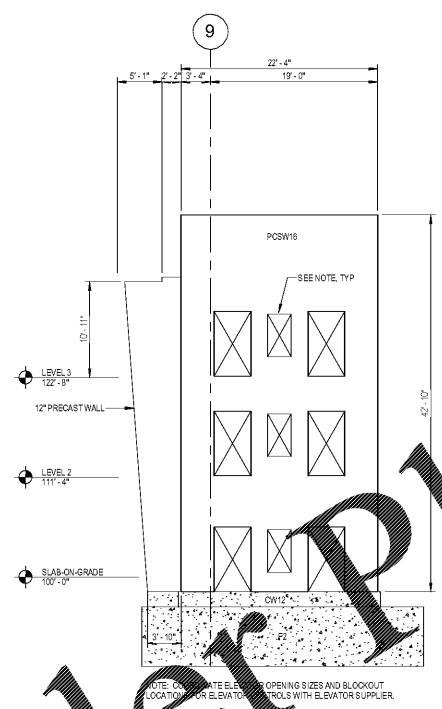 9
22' - 4"
5' - 1" 2' - 2" 3' - 4" 19' - 0"
PCSW16
SEE NOTE, TYP
10' - 11"
LEVEL 3
122' - 8"
12" PRECAST WALL
42' - 10"
LEVEL 2
111' - 4"
SLAB-ON-GRADE
100' - 0"
CW12
3' - 10"
F2
NOTE: COORDINATE ELEVATOR OPENING SIZES AND BLOCKOUT
LOCATIONS FOR ELEVATOR CONTROLS WITH ELEVATOR SUPPLIER.